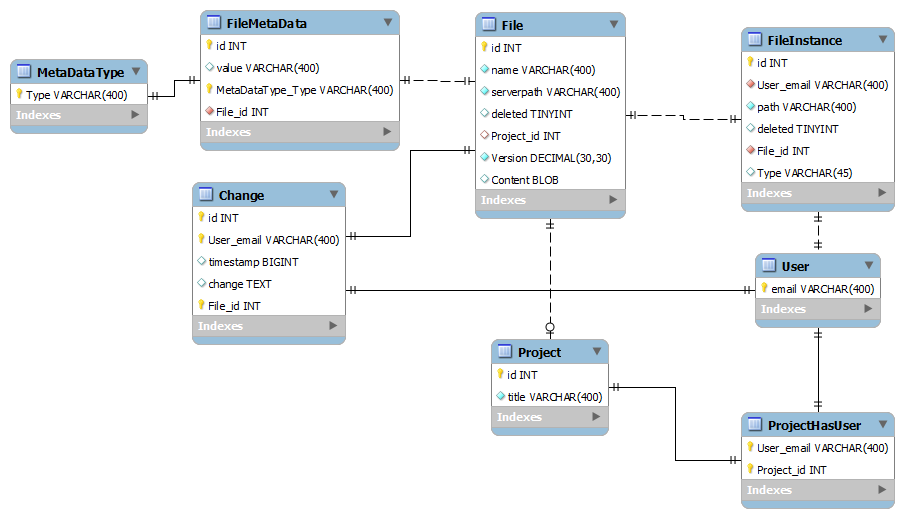 MetaDataType
Type VARCHAR(400)
Indexes
FileMetaData
id INT
value VARCHAR(400)
MetaDataType_Type VARCHAR(400)
File_id INT
Indexes
File
id INT
name VARCHAR(400)
serverpath VARCHAR(400)
deleted TINYINT
Project_id INT
Version DECIMAL(30,30)
Content BLOB
Indexes
FileInstance
id INT
User_email VARCHAR(400)
path VARCHAR(400)
deleted TINYINT
File_id INT
Type VARCHAR(45)
Indexes
Change
id INT
User_email VARCHAR(400)
timestamp BIGINT
change TEXT
File_id INT
Indexes
User
email VARCHAR(400)
Indexes
Project
id INT
title VARCHAR(400)
Indexes
ProjectHasUser
User_email VARCHAR(400)
Project_id INT
Indexes